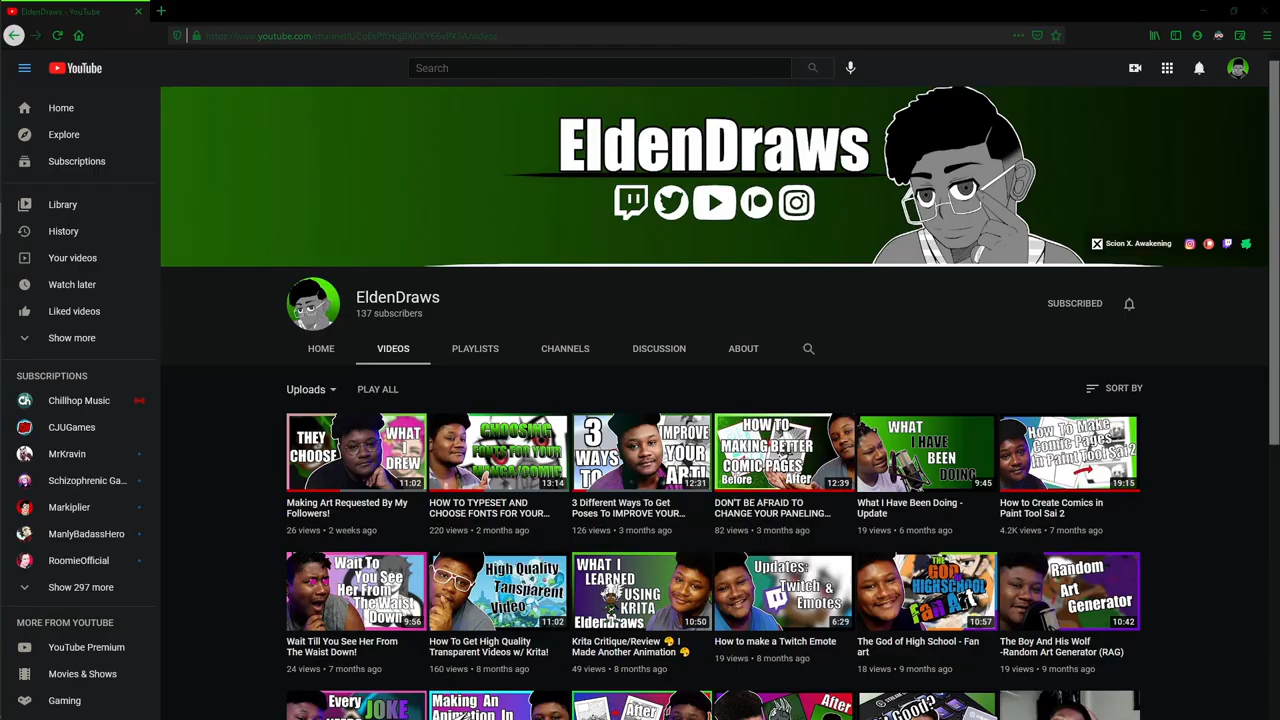 EldenDraws - YouTube
YouTube
Search
Home
Explore
Subscriptions
Library
History
Your videos
Watch later
Liked videos
Show more
SUBSCRIPTIONS
Chillhop Music
CJUGames
MrKravin
Schizophrenic Ga...
Markiplier
ManlyBadassHero
RoomieOfficial
Show 297 more
MORE FROM YOUTUBE
YouTube Premium
Movies & Shows
Gaming
EldenDraws
Scion X. Awakening
EldenDraws
137 subscribers
SUBSCRIBED
HOME VIDEOS PLAYLISTS CHANNELS DISCUSSION ABOUT
Uploads PLAY ALL SORT BY
THEY CHOOSE WHAT I DREW
11:02
Making Art Requested By My
Followers!
26 views • 2 weeks ago
CHOOSING
FONTS FOR YOUR
MANGA/COMIC
13:14
HOW TO TYPESET AND
CHOOSE FONTS FOR YOUR...
220 views • 2 months ago
3 WAYS TO IMPROVE YOUR ART!
12:31
3 Different Ways To Get
Poses To IMPROVE YOUR...
126 views • 3 months ago
HOW TO
MAKING BETTER
COMIC PAGES
Before After
12:39
DON'T BE AFRAID TO
CHANGE YOUR PANELING...
82 views • 3 months ago
WHAT
I HAVE
BEEN
DOING
9:45
What I Have Been Doing -
Update
19 views • 6 months ago
How To Make
Comic Pages
In Paint Tool Sai 2
19:15
How to Create Comics in
Paint Tool Sai 2
4.2K views • 7 months ago
Wait To
You See
Her From
The Waist
Down!
9:56
Wait Till You See Her From
The Waist Down!
24 views • 7 months ago
High Quality
Transparent
Video
11:02
How To Get High Quality
Transparent Videos w/ Krita!
160 views • 8 months ago
WHAT I
LEARNED
USING
KRITA
EldenDraws
10:50
Krita Critique/Review 🤔 I
Made Another Animation 🤔
49 views • 8 months ago
Updates:
Twitch &
Emotes
6:29
How to make a Twitch Emote
19 views • 8 months ago
THE
GOD OF
HIGHSCHOOL
Fan Art
10:57
The God of High School - Fan
art
18 views • 9 months ago
Random
Art
Generator
10:42
The Boy And His Wolf
-Random Art Generator (RAG)
19 views • 9 months ago
Every
JOKE
Making An
After
After